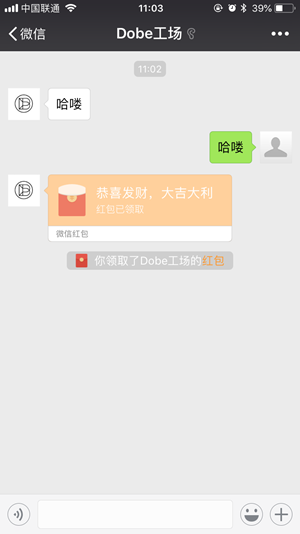 中国联通
11:03
39%
微信
Dobe工场
11:02
哈喽
哈喽
恭喜发财，大吉大利
红包已领取
微信红包
你领取了Dobe工场的红包